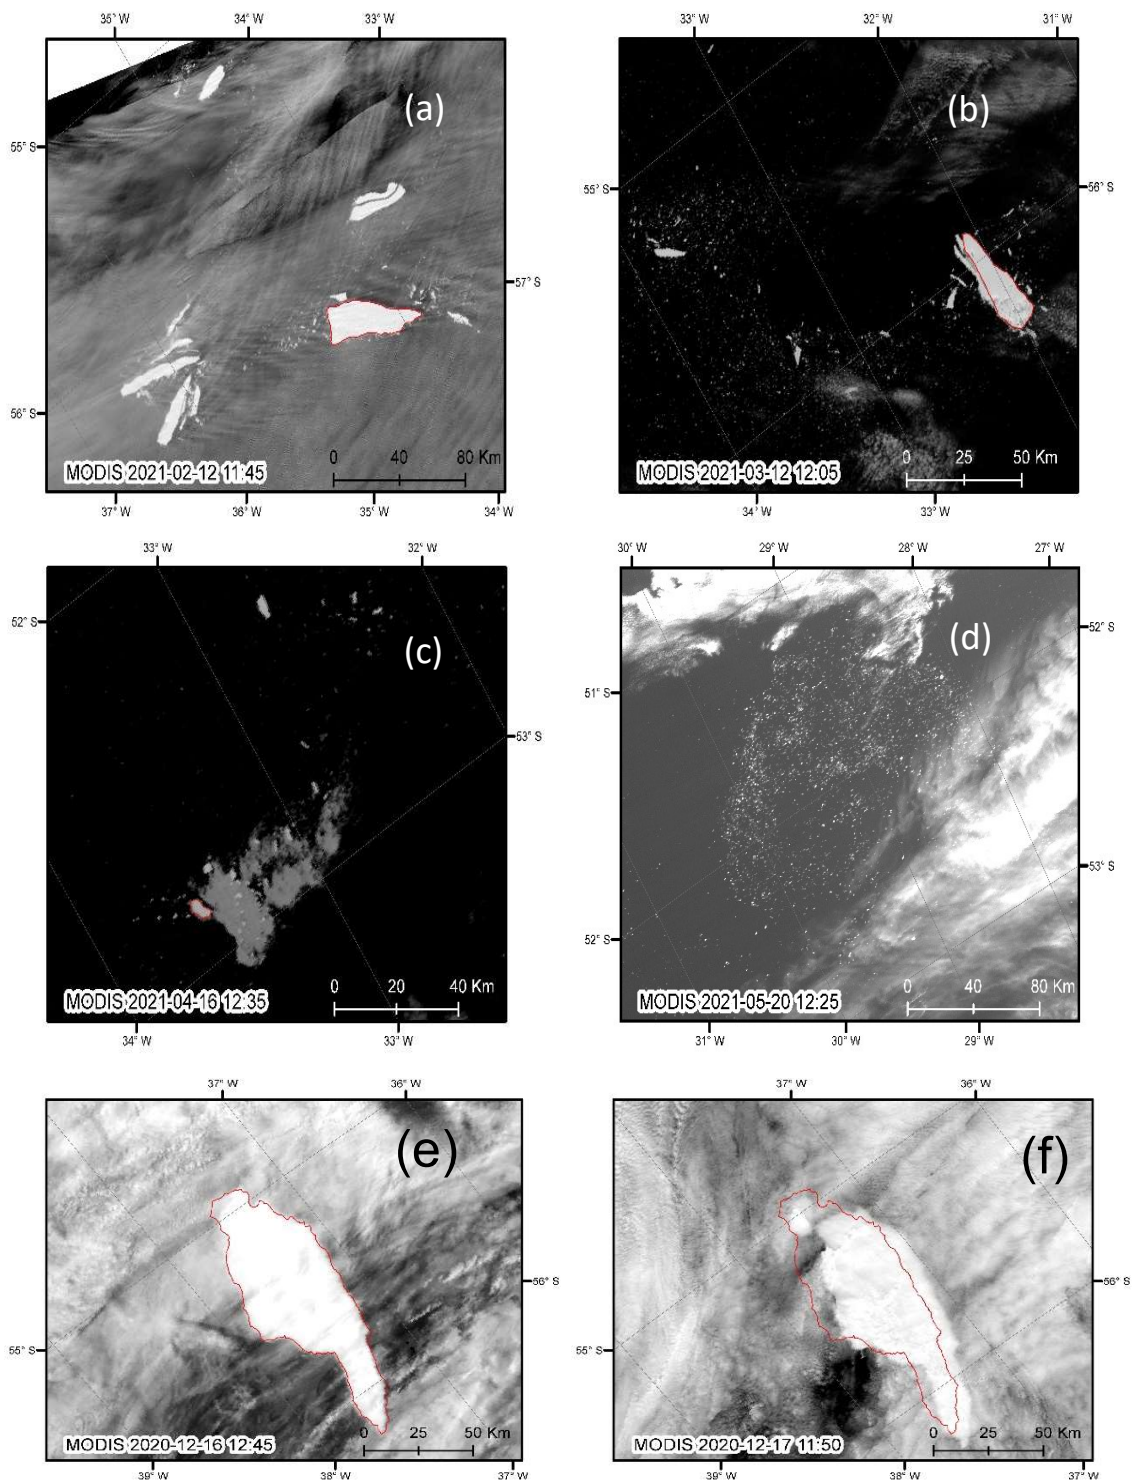 35° W 34° W 33° W
(a)
55° S
57° S
56° S
0 40 80 Km
MODIS 2021-02-12 11:45
37° W 36° W 35° W 34° W
33° W 32° W 31° W
(b)
55° S
56° S
0 25 50 Km
MODIS 2021-03-12 12:05
34° W 33° W
33° W 32° W
52° S
(c)
53° S
0 20 40 Km
MODIS 2021-04-16 12:35
34° W 33° W
30° W 29° W 28° W 27° W
52° S
(d)
51° S
53° S
52° S
0 40 80 Km
MODIS 2021-05-20 12:25
31° W 30° W 29° W
37° W 36° W
(e)
56° S
55° S
0 25 50 Km
MODIS 2020-12-16 12:45
39° W 38° W 37° W
37° W 36° W
(f)
56° S
55° S
0 25 50 Km
MODIS 2020-12-17 11:50
39° W 38° W 37° W